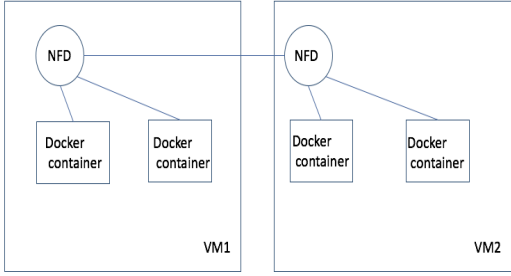 NFD
NFD
Docker
container
Docker
container
Docker
container
Docker
container
VM1
VM2